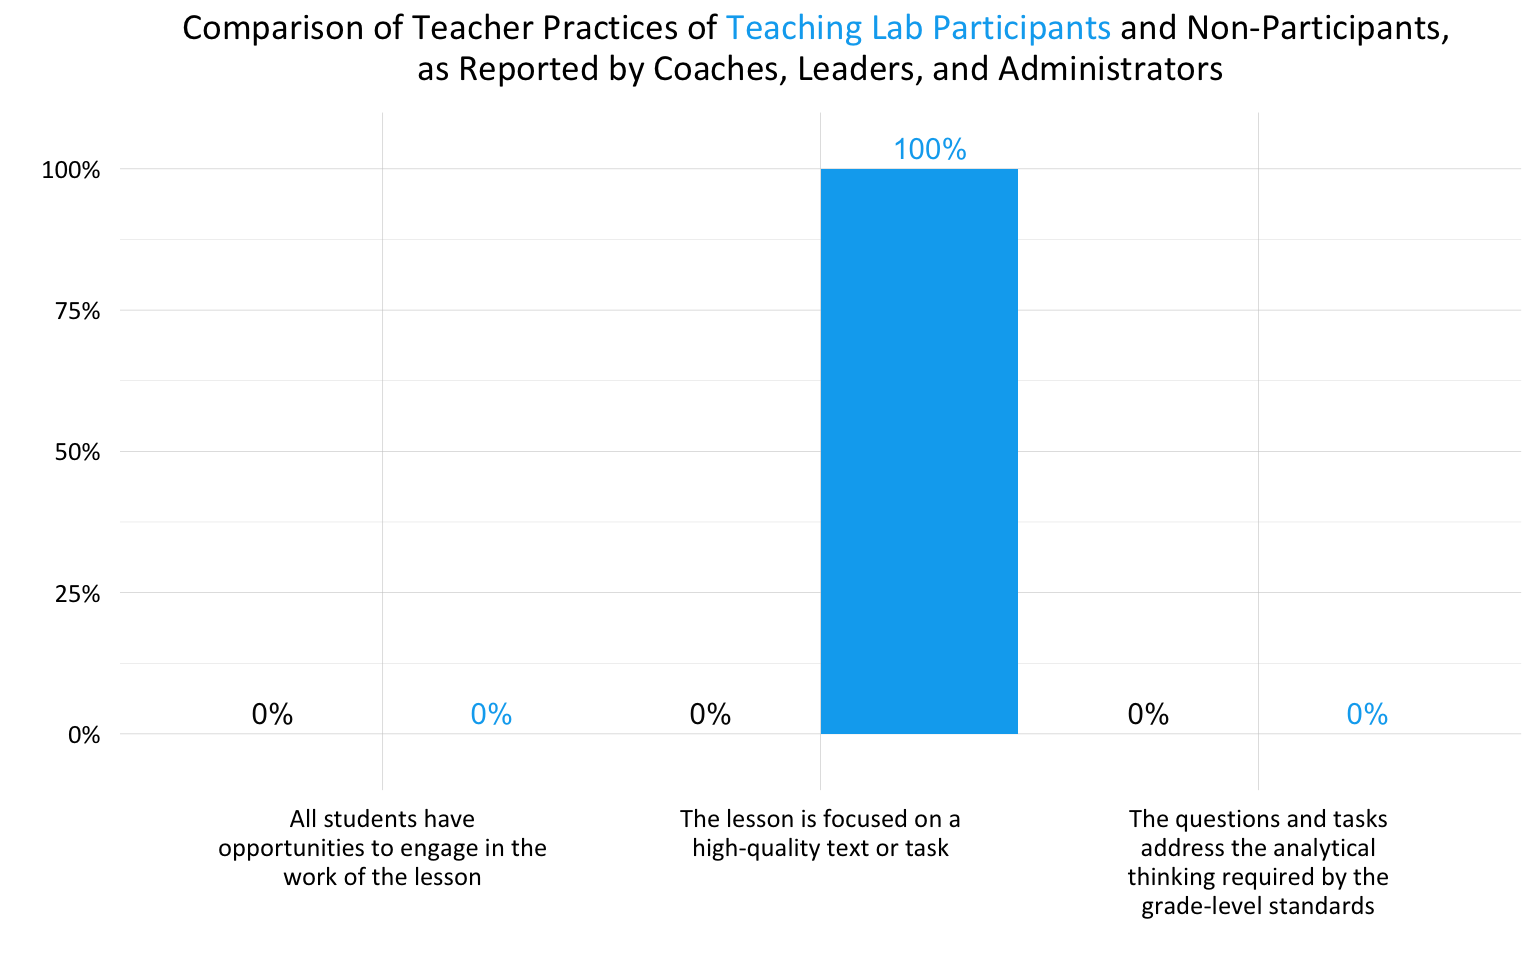 Comparison of Teacher Practices of Teaching Lab Participants and Non-Participants,
as Reported by Coaches, Leaders, and Administrators
100%
100%
75%
50%
25%
0%
0%
0%
0%
0%
0%
All students have
opportunities to engage in the
work of the lesson
The lesson is focused on a
high-quality text or task
The questions and tasks
address the analytical
thinking required by the
grade-level standards